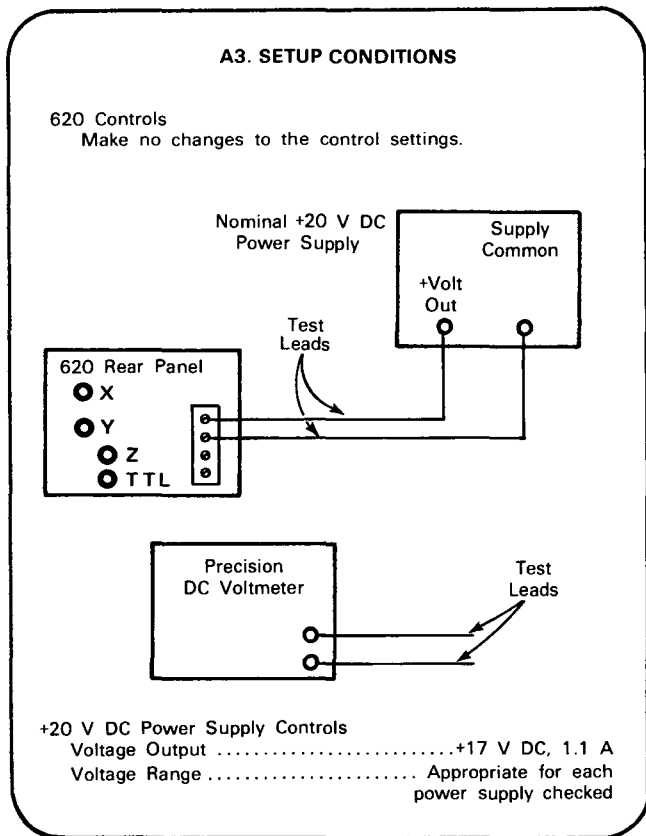 A3. SETUP CONDITIONS
620 Controls
Make no changes to the control settings.
Nominal +20 V DC
Power Supply
Supply
Common
+Volt
Out
Test
Leads
620 Rear Panel
X
Y
Z
TTL
Precision
DC Voltmeter
Test
Leads
+20 V DC Power Supply Controls
Voltage Output ...........................+17 V DC, 1.1 A
Voltage Range ....................... Appropriate for each
power supply checked